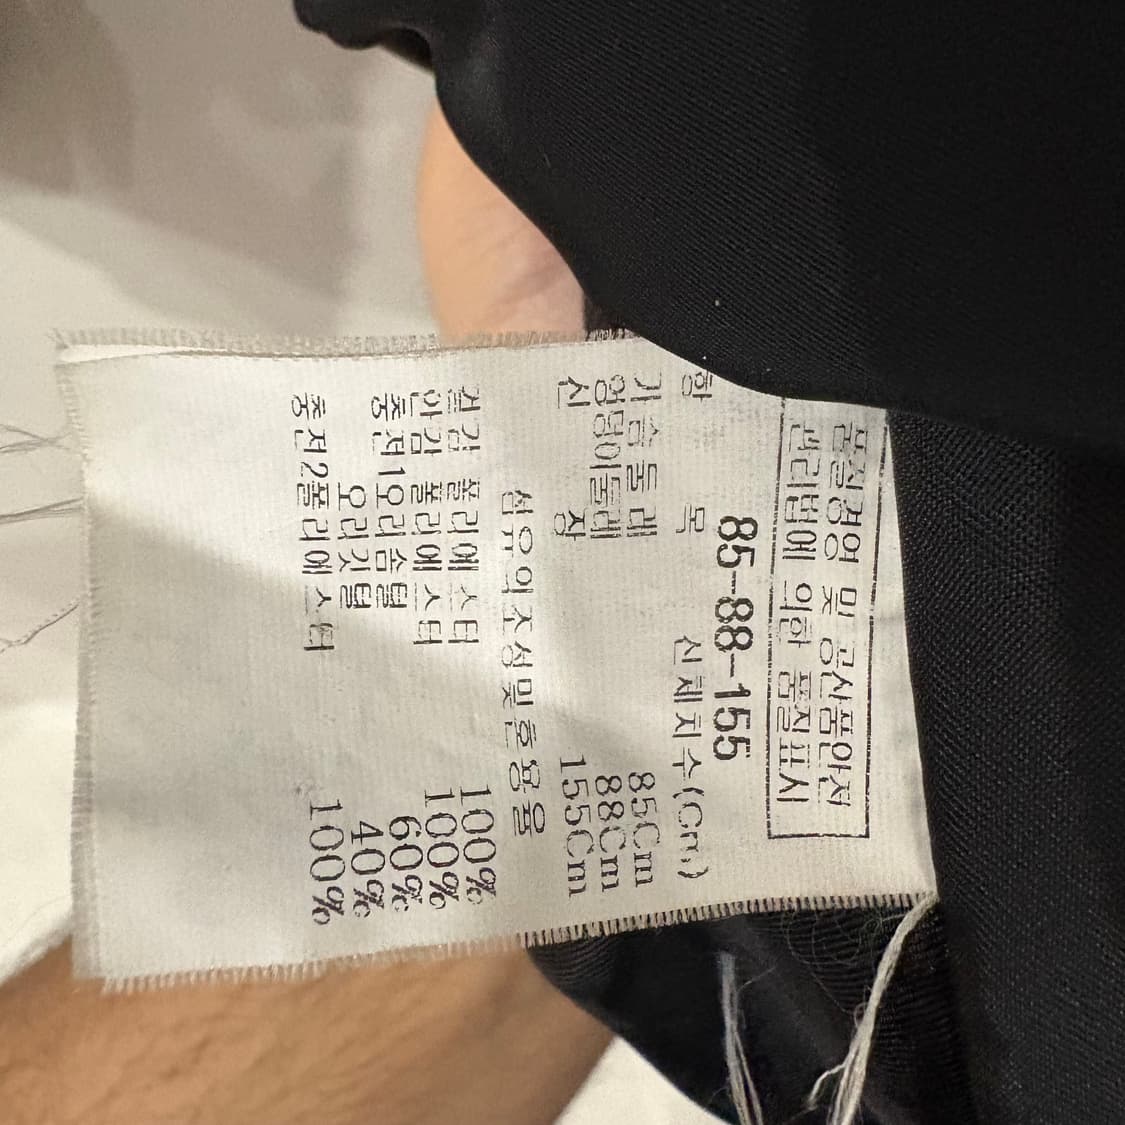 품질경영 및 공산품안전
관리법에 의한 품질표시
85-88-155
항 목 신체치수(Cm)
가슴둘레 85Cm
엉덩이둘레 88Cm
신장 155Cm
섬유의조성및혼용율
겉감 폴리에스터 100%
안감 폴리에스터 100%
충전1오리솜털 60%
오리깃털 40%
충전2폴리에스터 100%